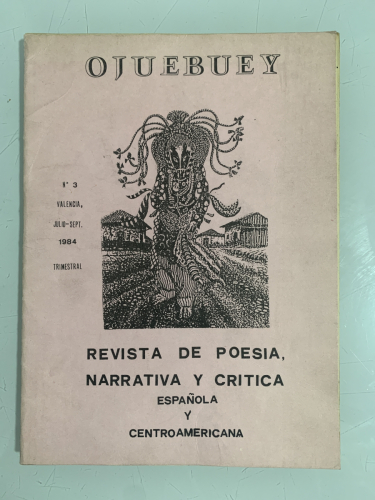 OJUEBUEY
Nº 3
VALENCIA,
JULIO-SEPT.
1984
TRIMESTRAL
REVISTA DE POESIA,
NARRATIVA Y CRITICA
ESPAÑOLA
Y
CENTROAMERICANA